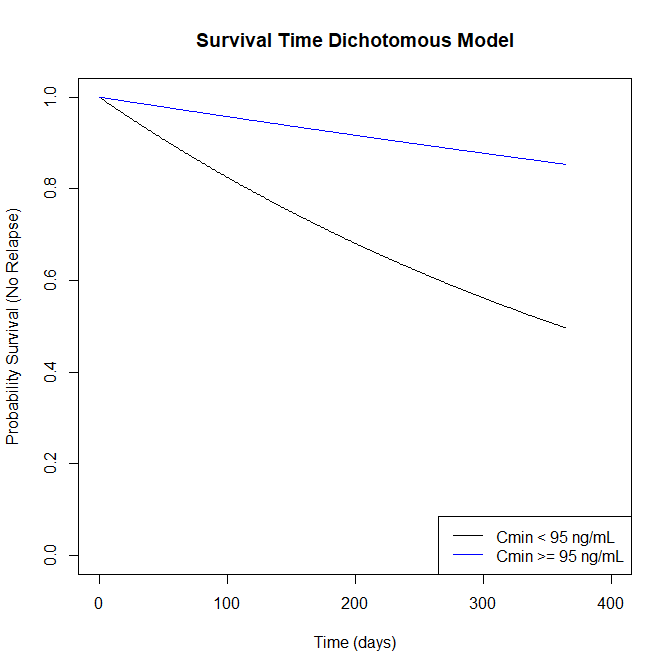 Survival Time Dichotomous Model
Probability Survival (No Relapse)
1.0
0.8
0.6
0.4
0.2
0.0
Cmin < 95 ng/mL
Cmin >= 95 ng/mL
0 100 200 300 400
Time (days)